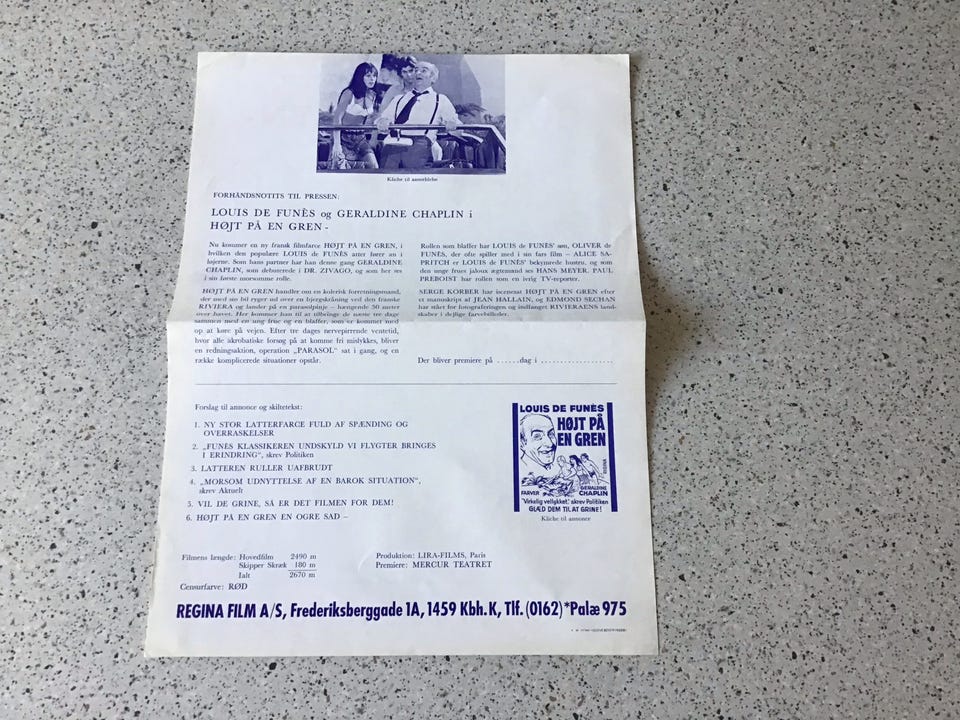 Kliche til anmeldelse
FORHÅNDSNOTITS TIL PRESSEN:
LOUIS DE FUNÈS og GERALDINE CHAPLIN i
HØJT PÅ EN GREN -
Nu kommer en ny fransk filmfarce HØJT PÅ EN GREN, i
hvilken den populære LOUIS de FUNÈS atter fører an i
løjerne. Som hans partner har han denne gang GERALDINE
CHAPLIN, som debuterede i DR. ZIVAGO, og som her ses
i sin første morsomme rolle.
HØJT PÅ EN GREN handler om en kolerisk forretningsmand,
der med sin bil ryger ud over en bjergskråning ved den franske
RIVIERA og lander på en parasolpinje – hængende 50 meter
over havet. Her kommer han til at tilbringe de næste tre dage
sammen med en ung frue og en blaffer, som er kommet med
op at køre på vejen. Efter tre dages nervepirrende ventetid,
hvor alle akrobatiske forsøg på at komme fri mislykkes, bliver
en redningsaktion, operation „PARASOL" sat i gang, og en
række komplicerede situationer opstår.
Rollen som blaffer har LOUIS de FUNÈS' søn, OLIVER de
FUNÈS, der ofte spiller med i sin fars film – ALICE SA-
PRITCH er LOUIS de FUNÈS' bekymrede hustru, og som
den unge frues jaloux ægtemand ses HANS MEYER. PAUL
PREBOIST har rollen som en ivrig TV-reporter.
SERGE KORBER har iscenesat HØJT PÅ EN GREN efter
et manuskript af JEAN HALLAIN, og EDMOND SECHAN
har stået for fotograferingen og indfanget RIVIERAENS land-
skaber i dejlige farvebilleder.
Der bliver premiere på ......dag i ...................
Forslag til annonce og skiltetekst:
1. NY STOR LATTERFARCE FULD AF SPÆNDING OG
OVERRASKELSER
2. „FUNÈS KLASSIKEREN UNDSKYLD VI FLYGTER BRINGES
I ERINDRING", skrev Politiken
3. LATTEREN RULLER UAFBRUDT
4. „MORSOM UDNYTTELSE AF EN BAROK SITUATION",
skrev Aktuelt
5. VIL DE GRINE, SÅ ER DET FILMEN FOR DEM!
6. HØJT PÅ EN GREN EN OGRE SAD –
LOUIS DE FUNÈS
HØJT PÅ
EN GREN
REGINA
FARVER
GERALDINE
CHAPLIN
"Virkelig vellykket" skrev Politiken
GLÆD DEM TIL AT GRINE!
Kliche til annonce
Filmens længde: Hovedfilm 2490 m
Skipper Skræk 180 m
Ialt 2670 m
Censurfarve: RØD
Produktion: LIRA-FILMS, Paris
Premiere: MERCUR TEATRET
REGINA FILM A/S, Frederiksberggade 1A, 1459 Kbh. K, Tlf. (0162) *Palæ 975